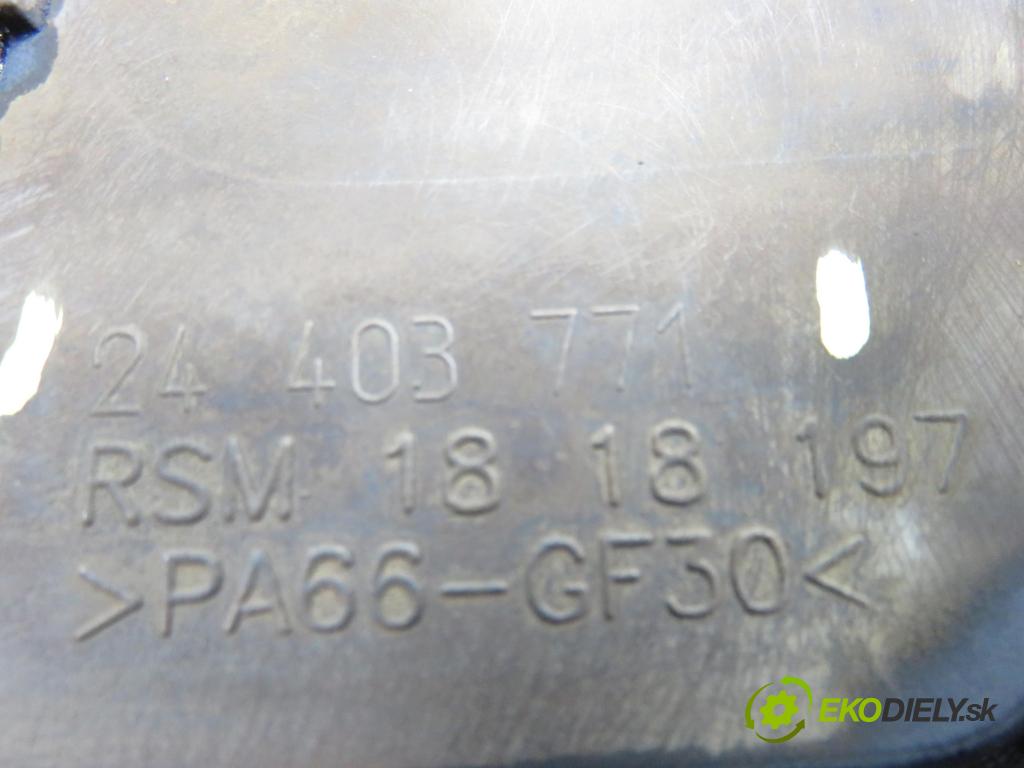 24 403 771
RSM 18 18 197
>PA66-GF30<
EKODIELY.sk